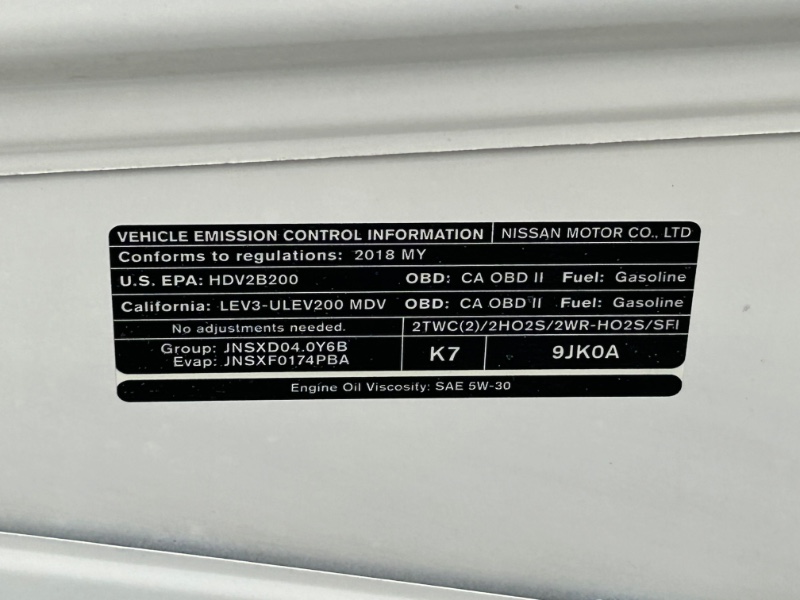 VEHICLE EMISSION CONTROL INFORMATION NISSAN MOTOR CO., LTD
Conforms to regulations: 2018 MY
U.S. EPA: HDV2B200 OBD: CA OBD II Fuel: Gasoline
California: LEV3-ULEV200 MDV OBD: CA OBD II Fuel: Gasoline
No adjustments needed. 2TWC(2)/2HO2S/2WR-HO2S/SFI
Group: JNSXD04.0Y6B
Evap: JNSXF0174PBA
K7 9JK0A
Engine Oil Viscosity: SAE 5W-30